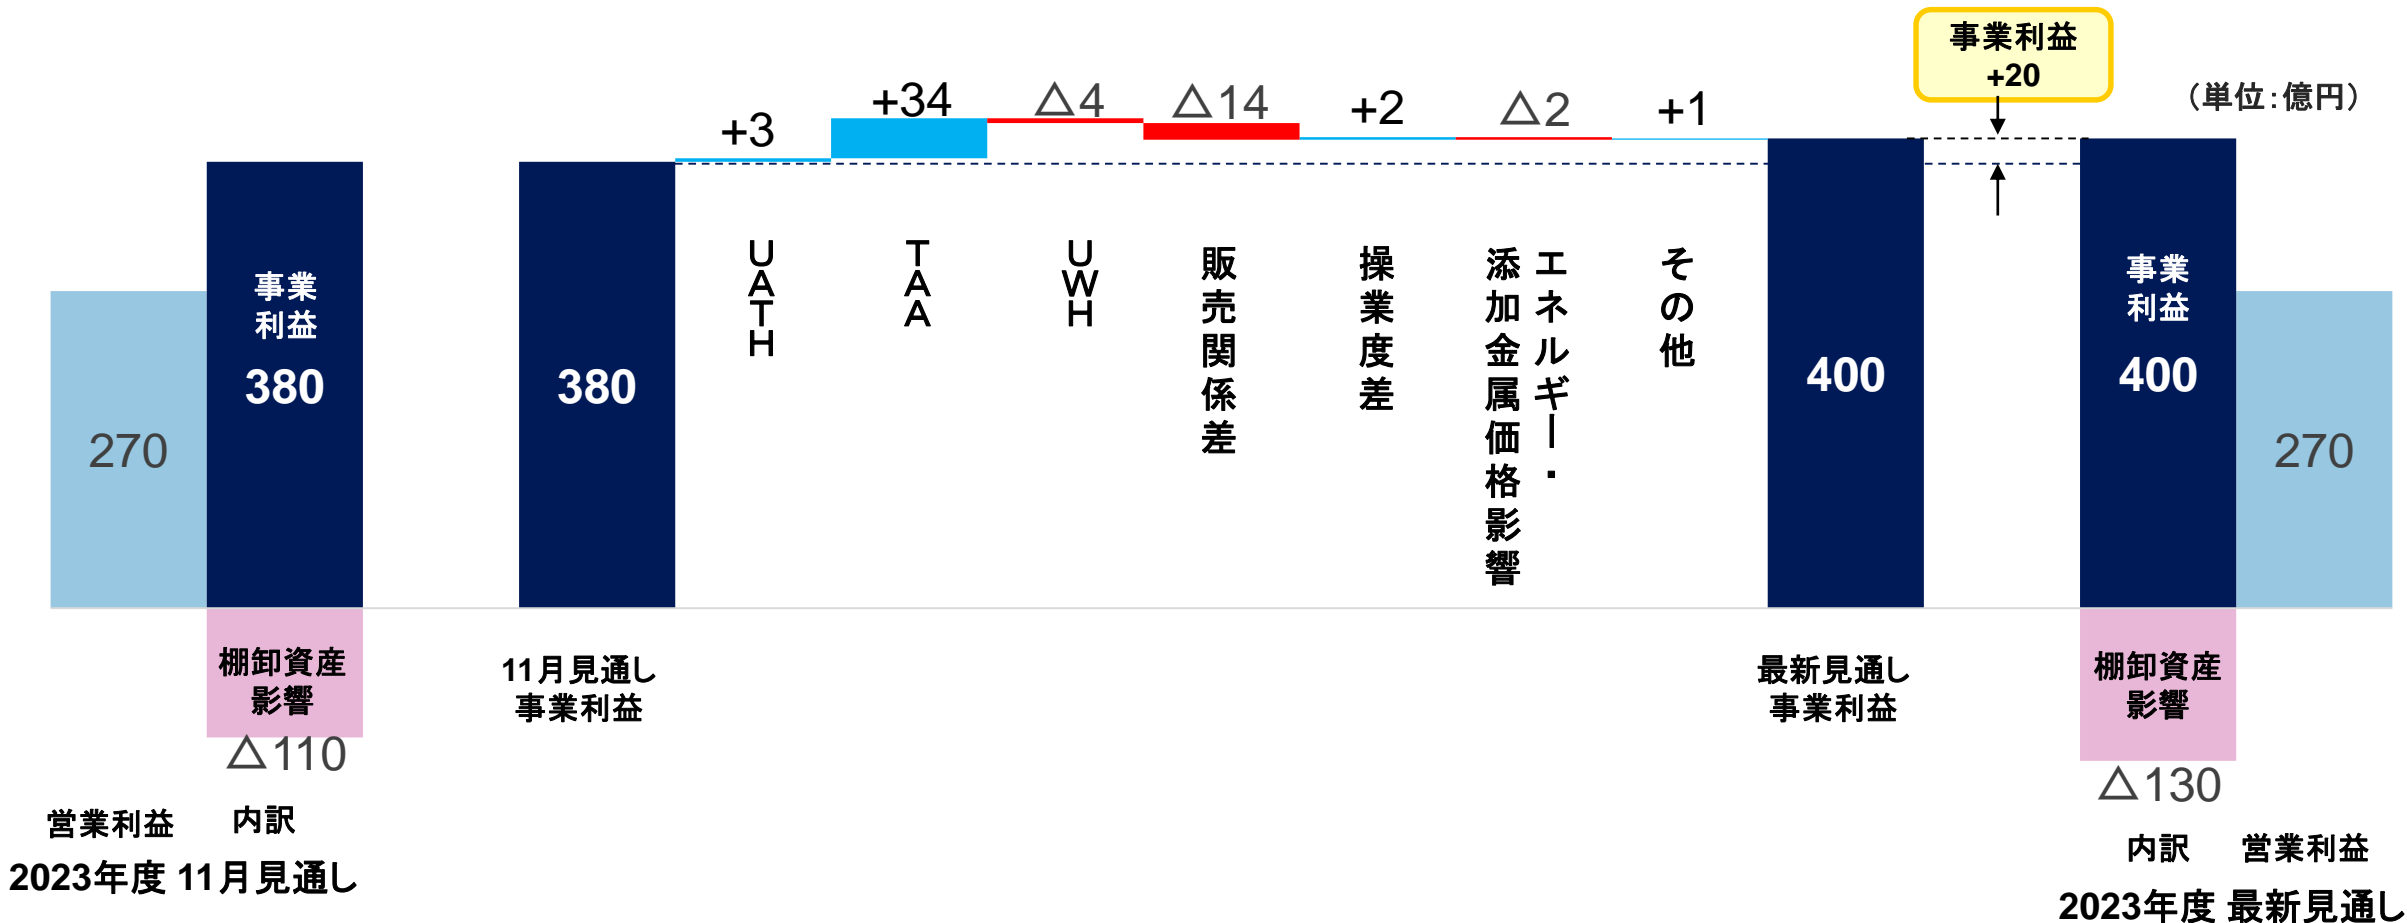 事業利益
+20
（単位：億円）
+3
+34
△4
△14
+2
△2
+1
270
事業
利益
380
380
UATH
TAA
UWH
販売関係差
操業度差
エネルギー・
添加金属価格影響
その他
400
事業
利益
400
270
棚卸資産
影響
△110
11月見通し
事業利益
最新見通し
事業利益
棚卸資産
影響
△130
営業利益
内訳
2023年度 11月見通し
内訳
営業利益
2023年度 最新見通し